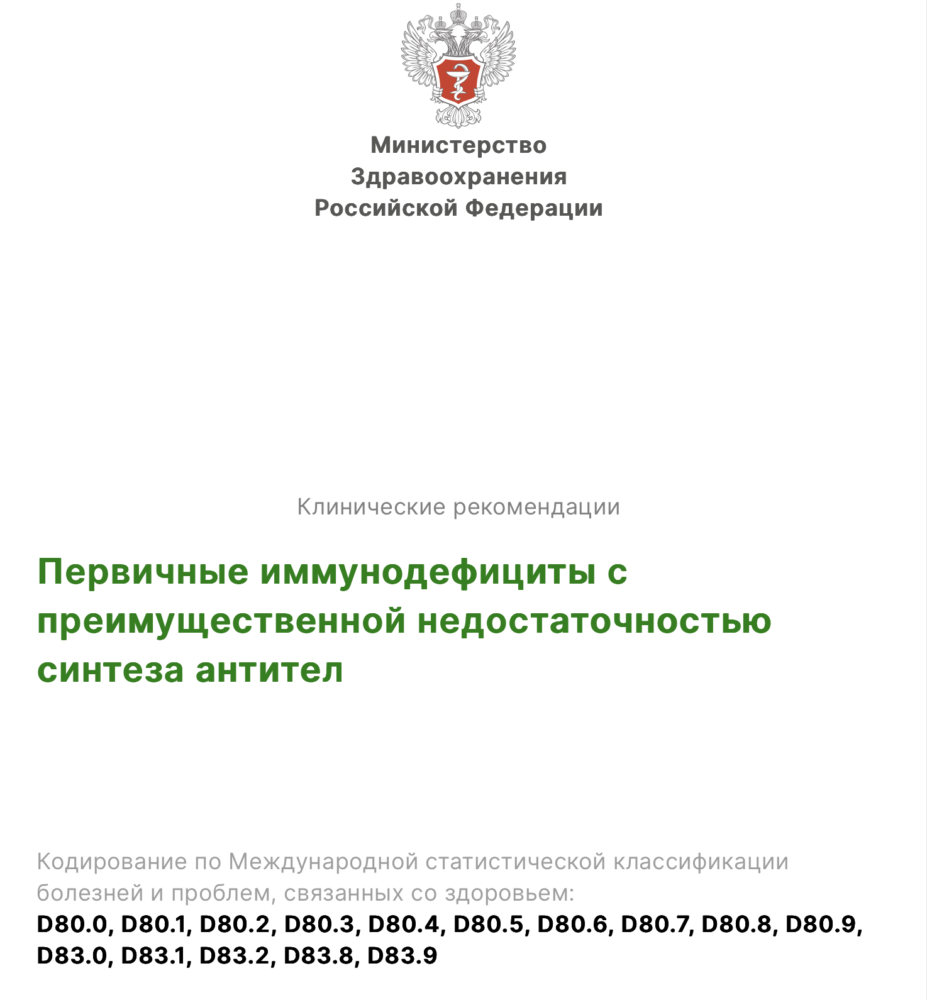 Министерство
Здравоохранения
Российской Федерации
Клинические рекомендации
Первичные иммунодефициты с
преимущественной недостаточностью
синтеза антител
Кодирование по Международной статистической классификации
болезней и проблем, связанных со здоровьем:
D80.0, D80.1, D80.2, D80.3, D80.4, D80.5, D80.6, D80.7, D80.8, D80.9,
D83.0, D83.1, D83.2, D83.8, D83.9